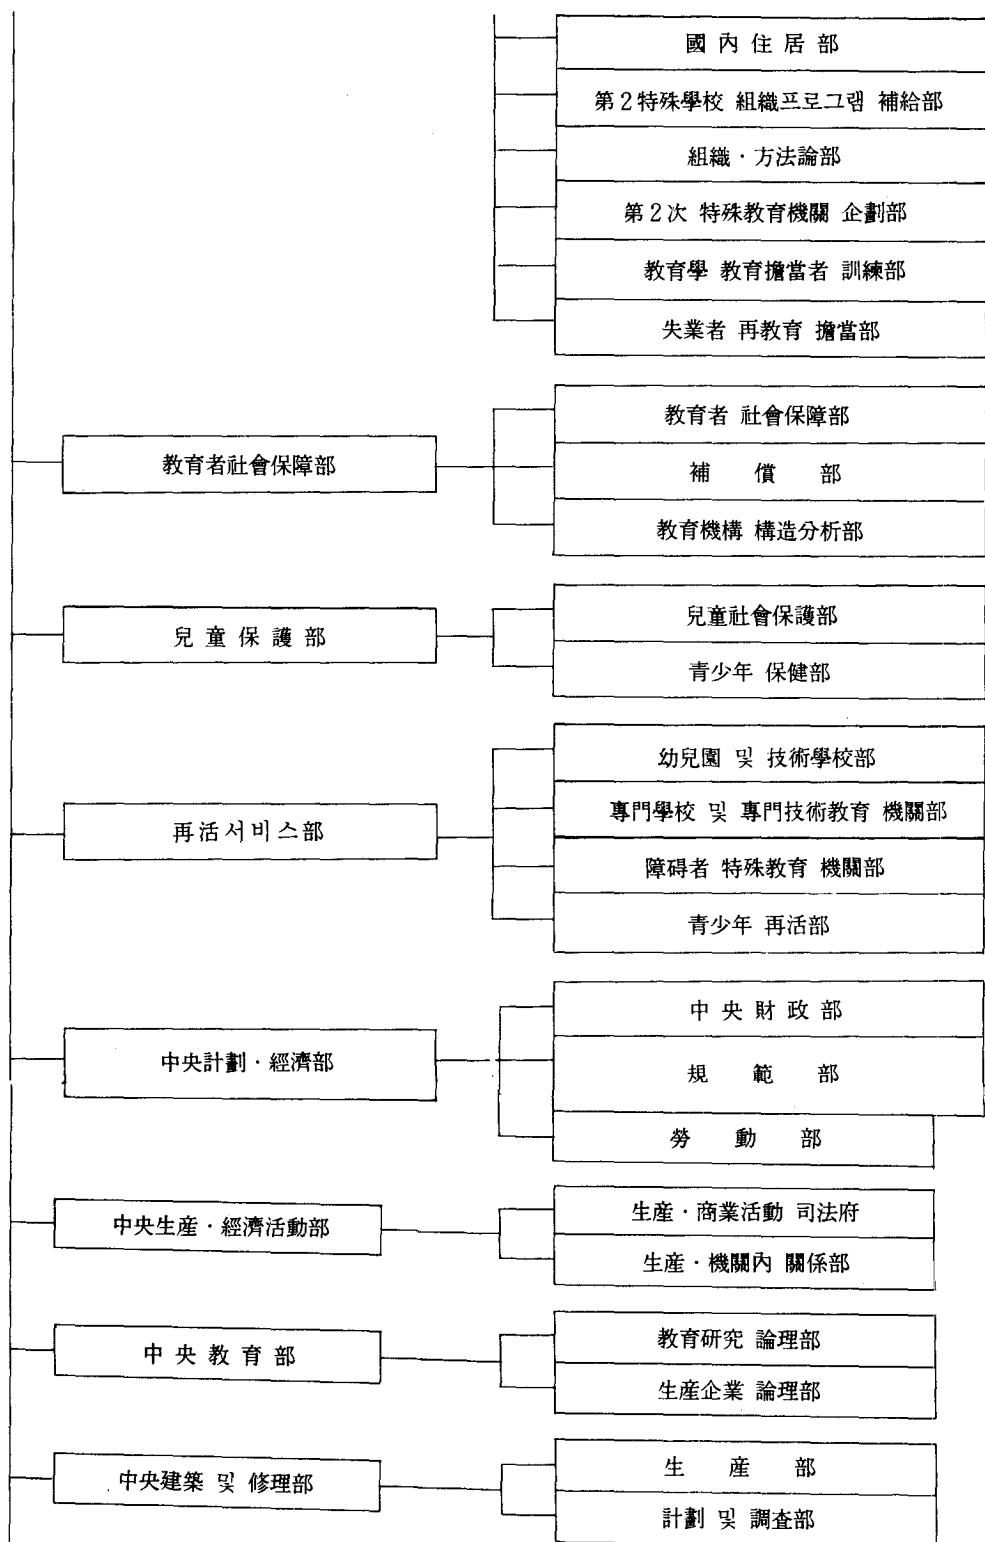 國 內 住 居 部
第2特殊學校 組織프로그램 補給部
組織·方法論部
第2次 特殊教育機關 企劃部
教育學 教育擔當者 訓練部
失業者 再教育 擔當部
教育者社會保障部
教育者 社會保障部
補 償 部
教育機構 構造分析部
兒 童 保 護 部
兒童社會保護部
青少年 保健部
再活서비스部
幼兒園 및 技術學校部
專門學校 및 專門技術教育 機關部
障碍者 特殊教育 機關部
青少年 再活部
中央計劃·經濟部
中 央 財 政 部
規 範 部
勞 動 部
中央生産·經濟活動部
生産·商業活動 司法府
生産·機關內 關係部
中 央 教 育 部
教育研究 論理部
生産企業 論理部
中央建築 및 修理部
生 産 部
計劃 및 調査部